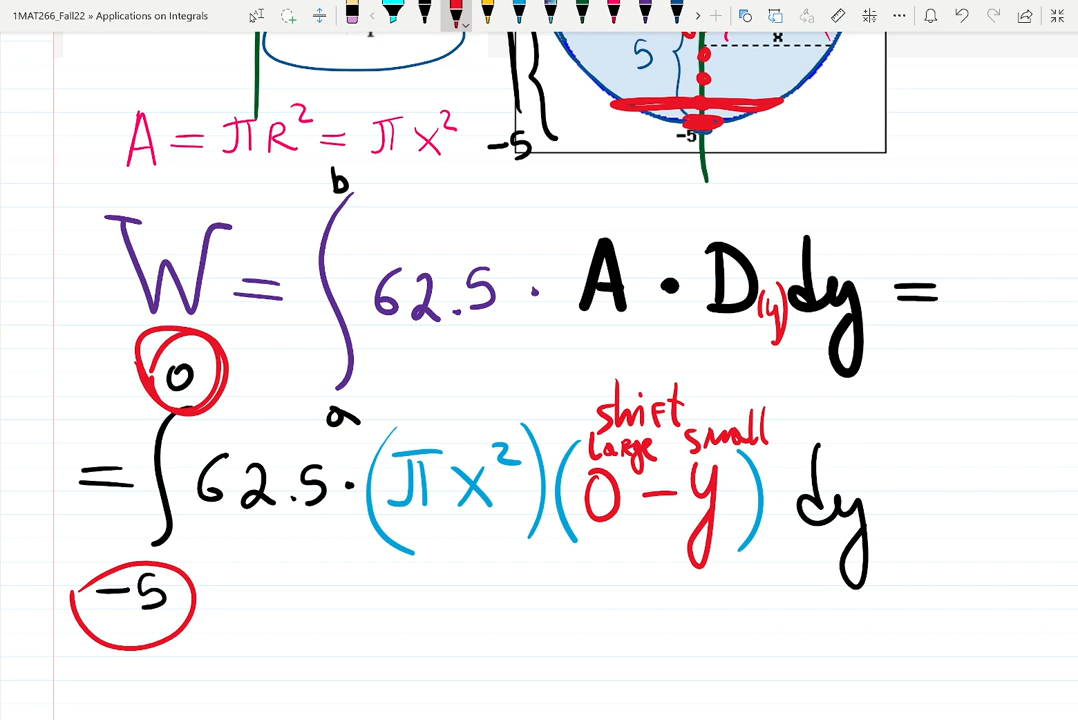 1MAT266_Fall22 » Applications on Integrals
5 x
-5
A = πR² = πx² -5
b
W = ∫ 62.5 · A · D(y) dy =
a
0
shift
Large small
= ∫ 62.5 · (πx²)(0 - y) dy
-5